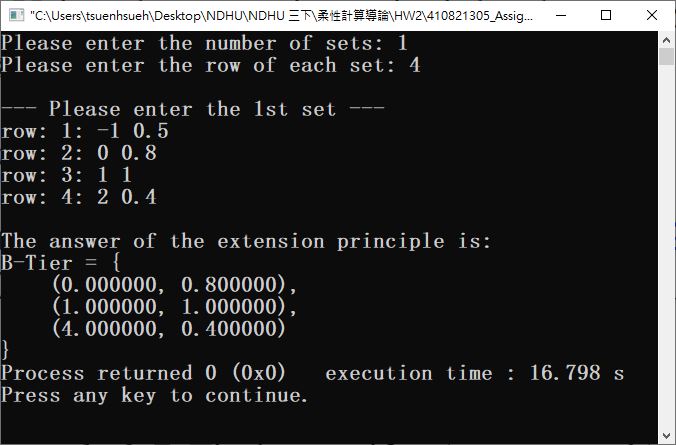 "C:\Users\tsuenhsueh\Desktop\NDHU\NDHU 三下\柔性計算導論\HW2\410821305_Assig...
Please enter the number of sets: 1
Please enter the row of each set: 4
--- Please enter the 1st set ---
row: 1: -1 0.5
row: 2: 0 0.8
row: 3: 1 1
row: 4: 2 0.4
The answer of the extension principle is:
B-Tier = {
(0.000000, 0.800000),
(1.000000, 1.000000),
(4.000000, 0.400000)
}
Process returned 0 (0x0)   execution time : 16.798 s
Press any key to continue.